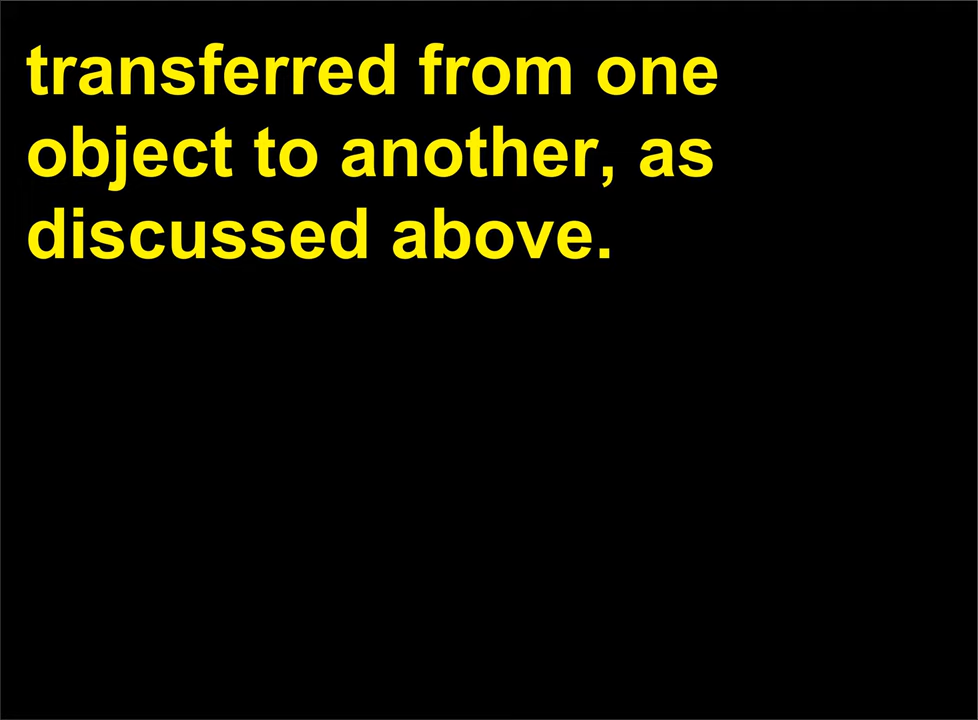 transferred from one
object to another, as
discussed above.